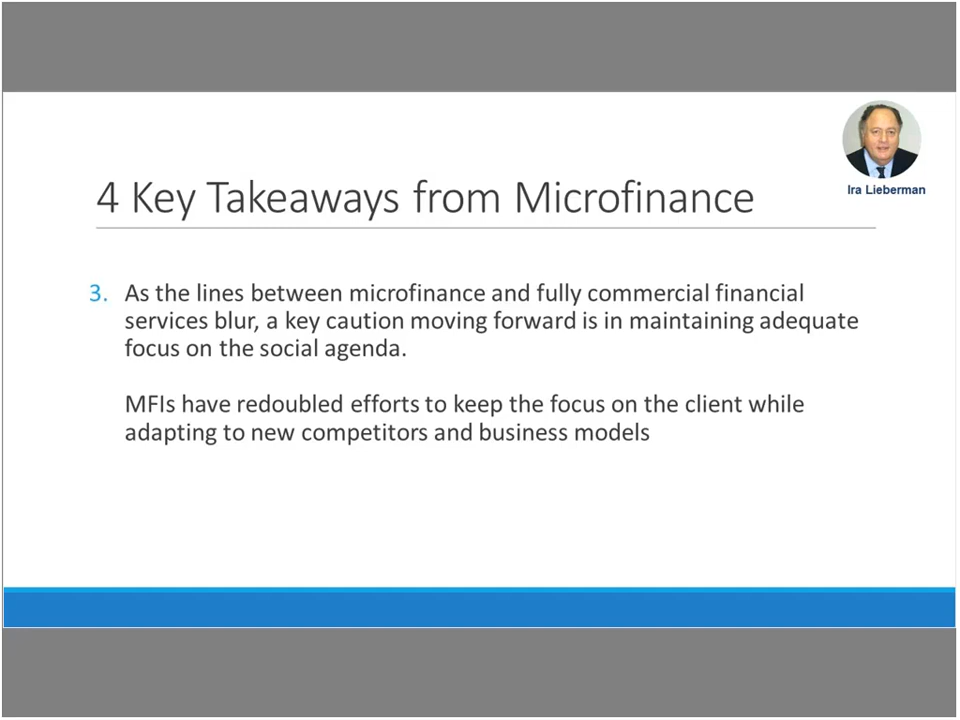 Ira Lieberman
4 Key Takeaways from Microfinance
3. As the lines between microfinance and fully commercial financial
services blur, a key caution moving forward is in maintaining adequate
focus on the social agenda.
MFIs have redoubled efforts to keep the focus on the client while
adapting to new competitors and business models